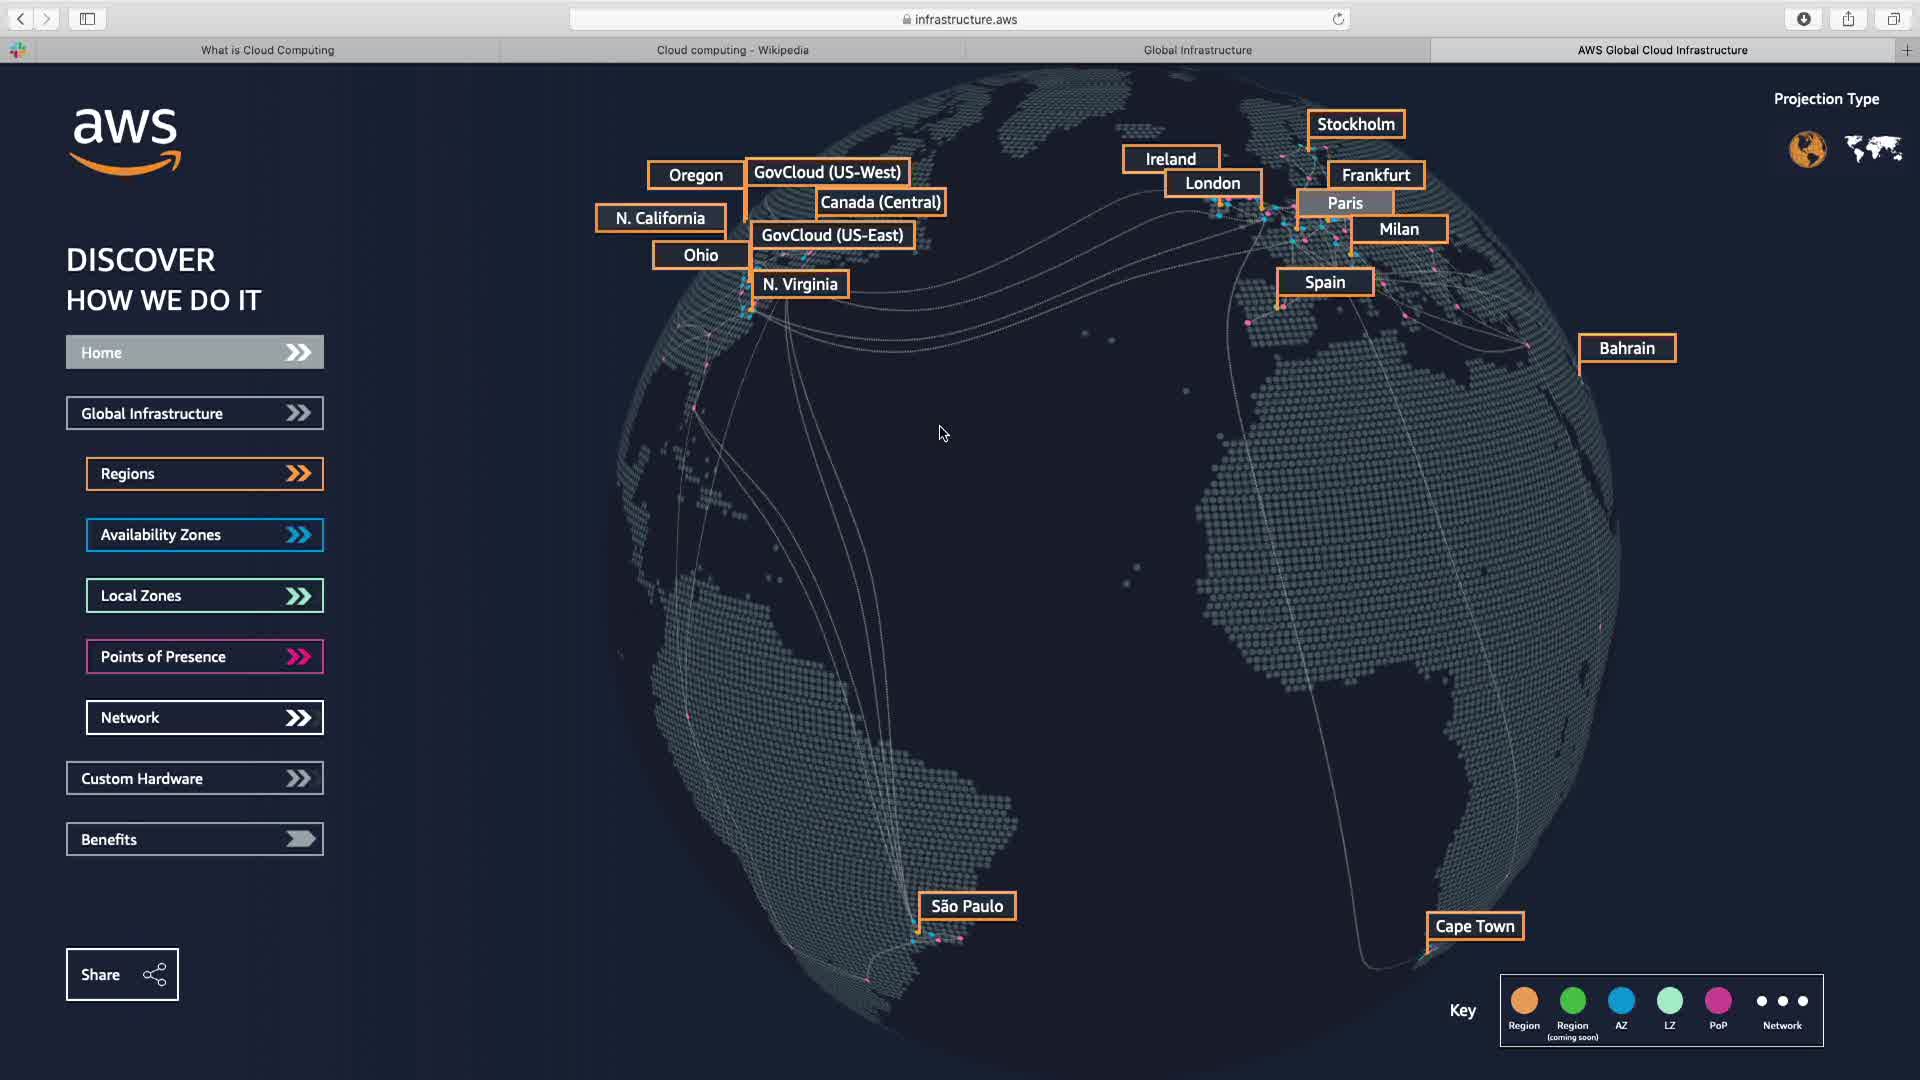 infrastructure.aws
What is Cloud Computing
Cloud computing - Wikipedia
Global Infrastructure
AWS Global Cloud Infrastructure
aws
DISCOVER
HOW WE DO IT
Home
Global Infrastructure
Regions
Availability Zones
Local Zones
Points of Presence
Network
Custom Hardware
Benefits
Share
Projection Type
Oregon
GovCloud (US-West)
Canada (Central)
N. California
GovCloud (US-East)
Ohio
N. Virginia
Stockholm
Ireland
London
Frankfurt
Paris
Milan
Spain
Bahrain
São Paulo
Cape Town
Key
Region
Region
(coming soon)
AZ
LZ
PoP
Network